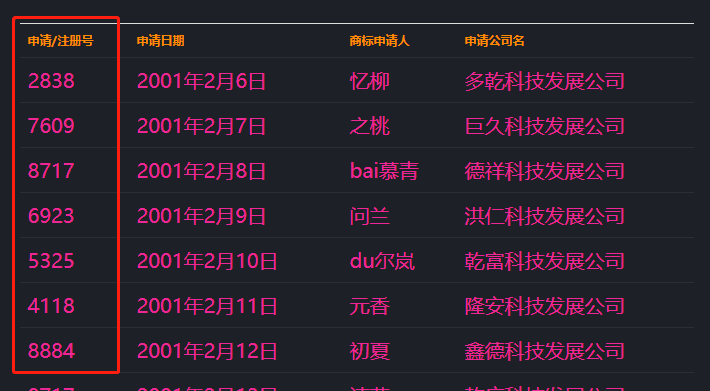 申请/注册号 申请日期 商标申请人 申请公司名
2838 2001年2月6日 忆柳 多乾科技发展公司
7609 2001年2月7日 之桃 巨久科技发展公司
8717 2001年2月8日 bai慕青 德祥科技发展公司
6923 2001年2月9日 问兰 洪仁科技发展公司
5325 2001年2月10日 du尔岚 乾富科技发展公司
4118 2001年2月11日 元香 隆安科技发展公司
8884 2001年2月12日 初夏 鑫德科技发展公司